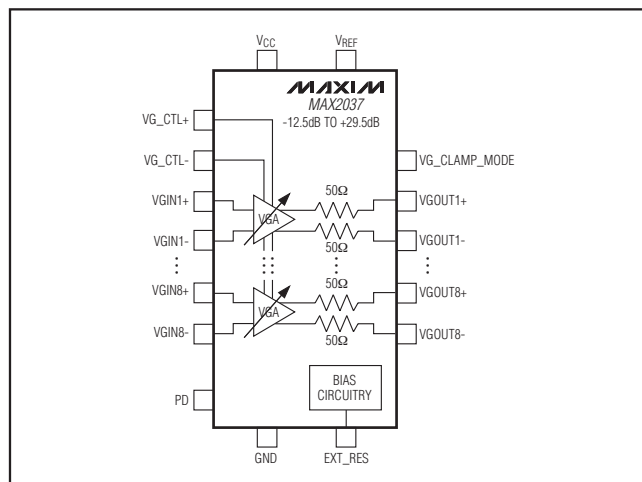 VCC
VREF
MAXIM
MAX2037
-12.5dB TO +29.5dB
VG_CTL+
VG_CTL-
VG_CLAMP_MODE
VGIN1+
VGA
50Ω
VGOUT1+
VGIN1-
50Ω
VGOUT1-
VGIN8+
VGA
50Ω
VGOUT8+
VGIN8-
50Ω
VGOUT8-
PD
BIAS
CIRCUITRY
GND
EXT_RES